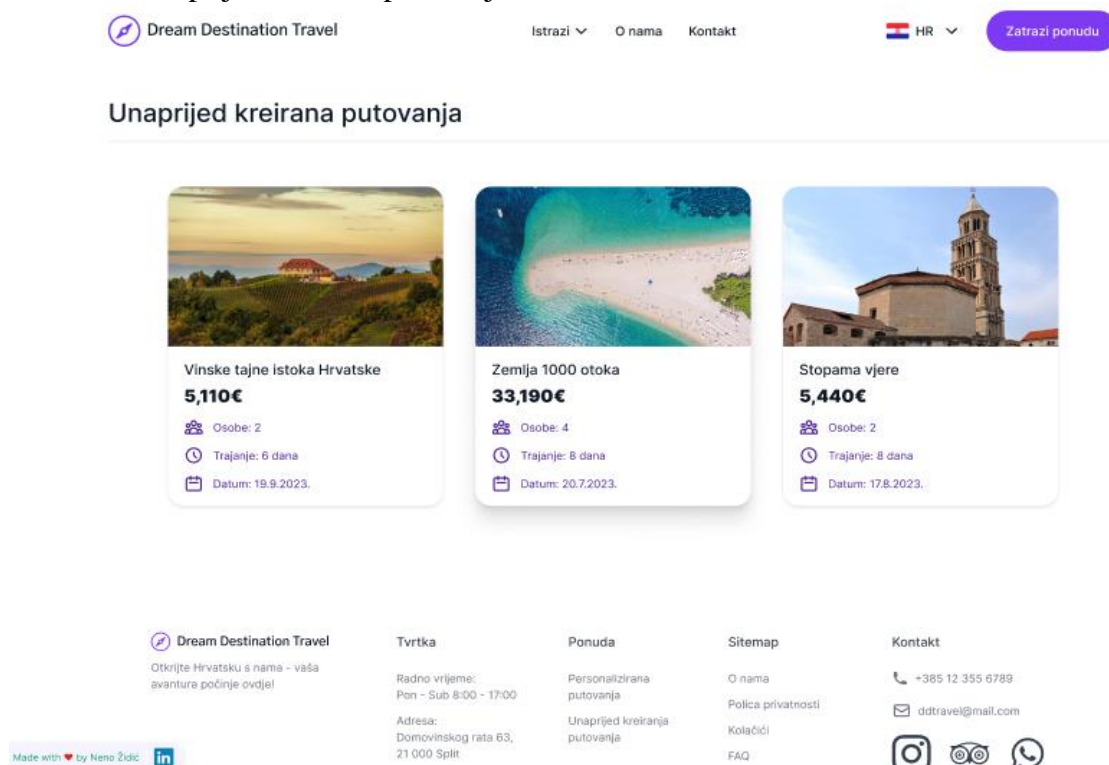 Dream Destination Travel
Istrazi
O nama
Kontakt
HR
Zatrazi ponudu
Unaprijed kreirana putovanja
Vinske tajne istoka Hrvatske
5,110€
Osobe: 2
Trajanje: 6 dana
Datum: 19.9.2023.
Zemlja 1000 otoka
33,190€
Osobe: 4
Trajanje: 8 dana
Datum: 20.7.2023.
Stopama vjere
5,440€
Osobe: 2
Trajanje: 8 dana
Datum: 17.8.2023.
Dream Destination Travel
Otkrijte Hrvatsku s nama - vaša
avantura počinje ovdje!
Tvrtka
Radno vrijeme:
Pon - Sub 8:00 - 17:00
Adresa:
Domovinskog rata 63,
21 000 Split
Ponuda
Personalizirana
putovanja
Unaprijed kreiranja
putovanja
Sitemap
O nama
Polica privatnosti
Kolačići
FAQ
Kontakt
+385 12 355 6789
ddtravel@mail.com
Made with ♥ by Neno Židić
in